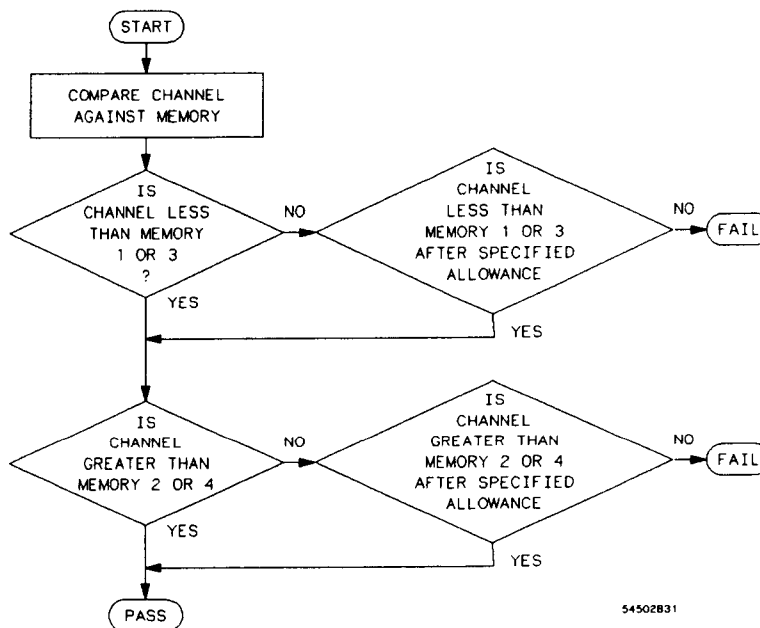 START
COMPARE CHANNEL
AGAINST MEMORY
IS
CHANNEL LESS
THAN MEMORY
1 OR 3
?
NO
YES
IS
CHANNEL
LESS THAN
MEMORY 1 OR 3
AFTER SPECIFIED
ALLOWANCE
NO
FAIL
YES
IS
CHANNEL
GREATER THAN
MEMORY 2 OR 4
NO
YES
IS
CHANNEL
GREATER THAN
MEMORY 2 OR 4
AFTER SPECIFIED
ALLOWANCE
NO
FAIL
YES
PASS
54502B31